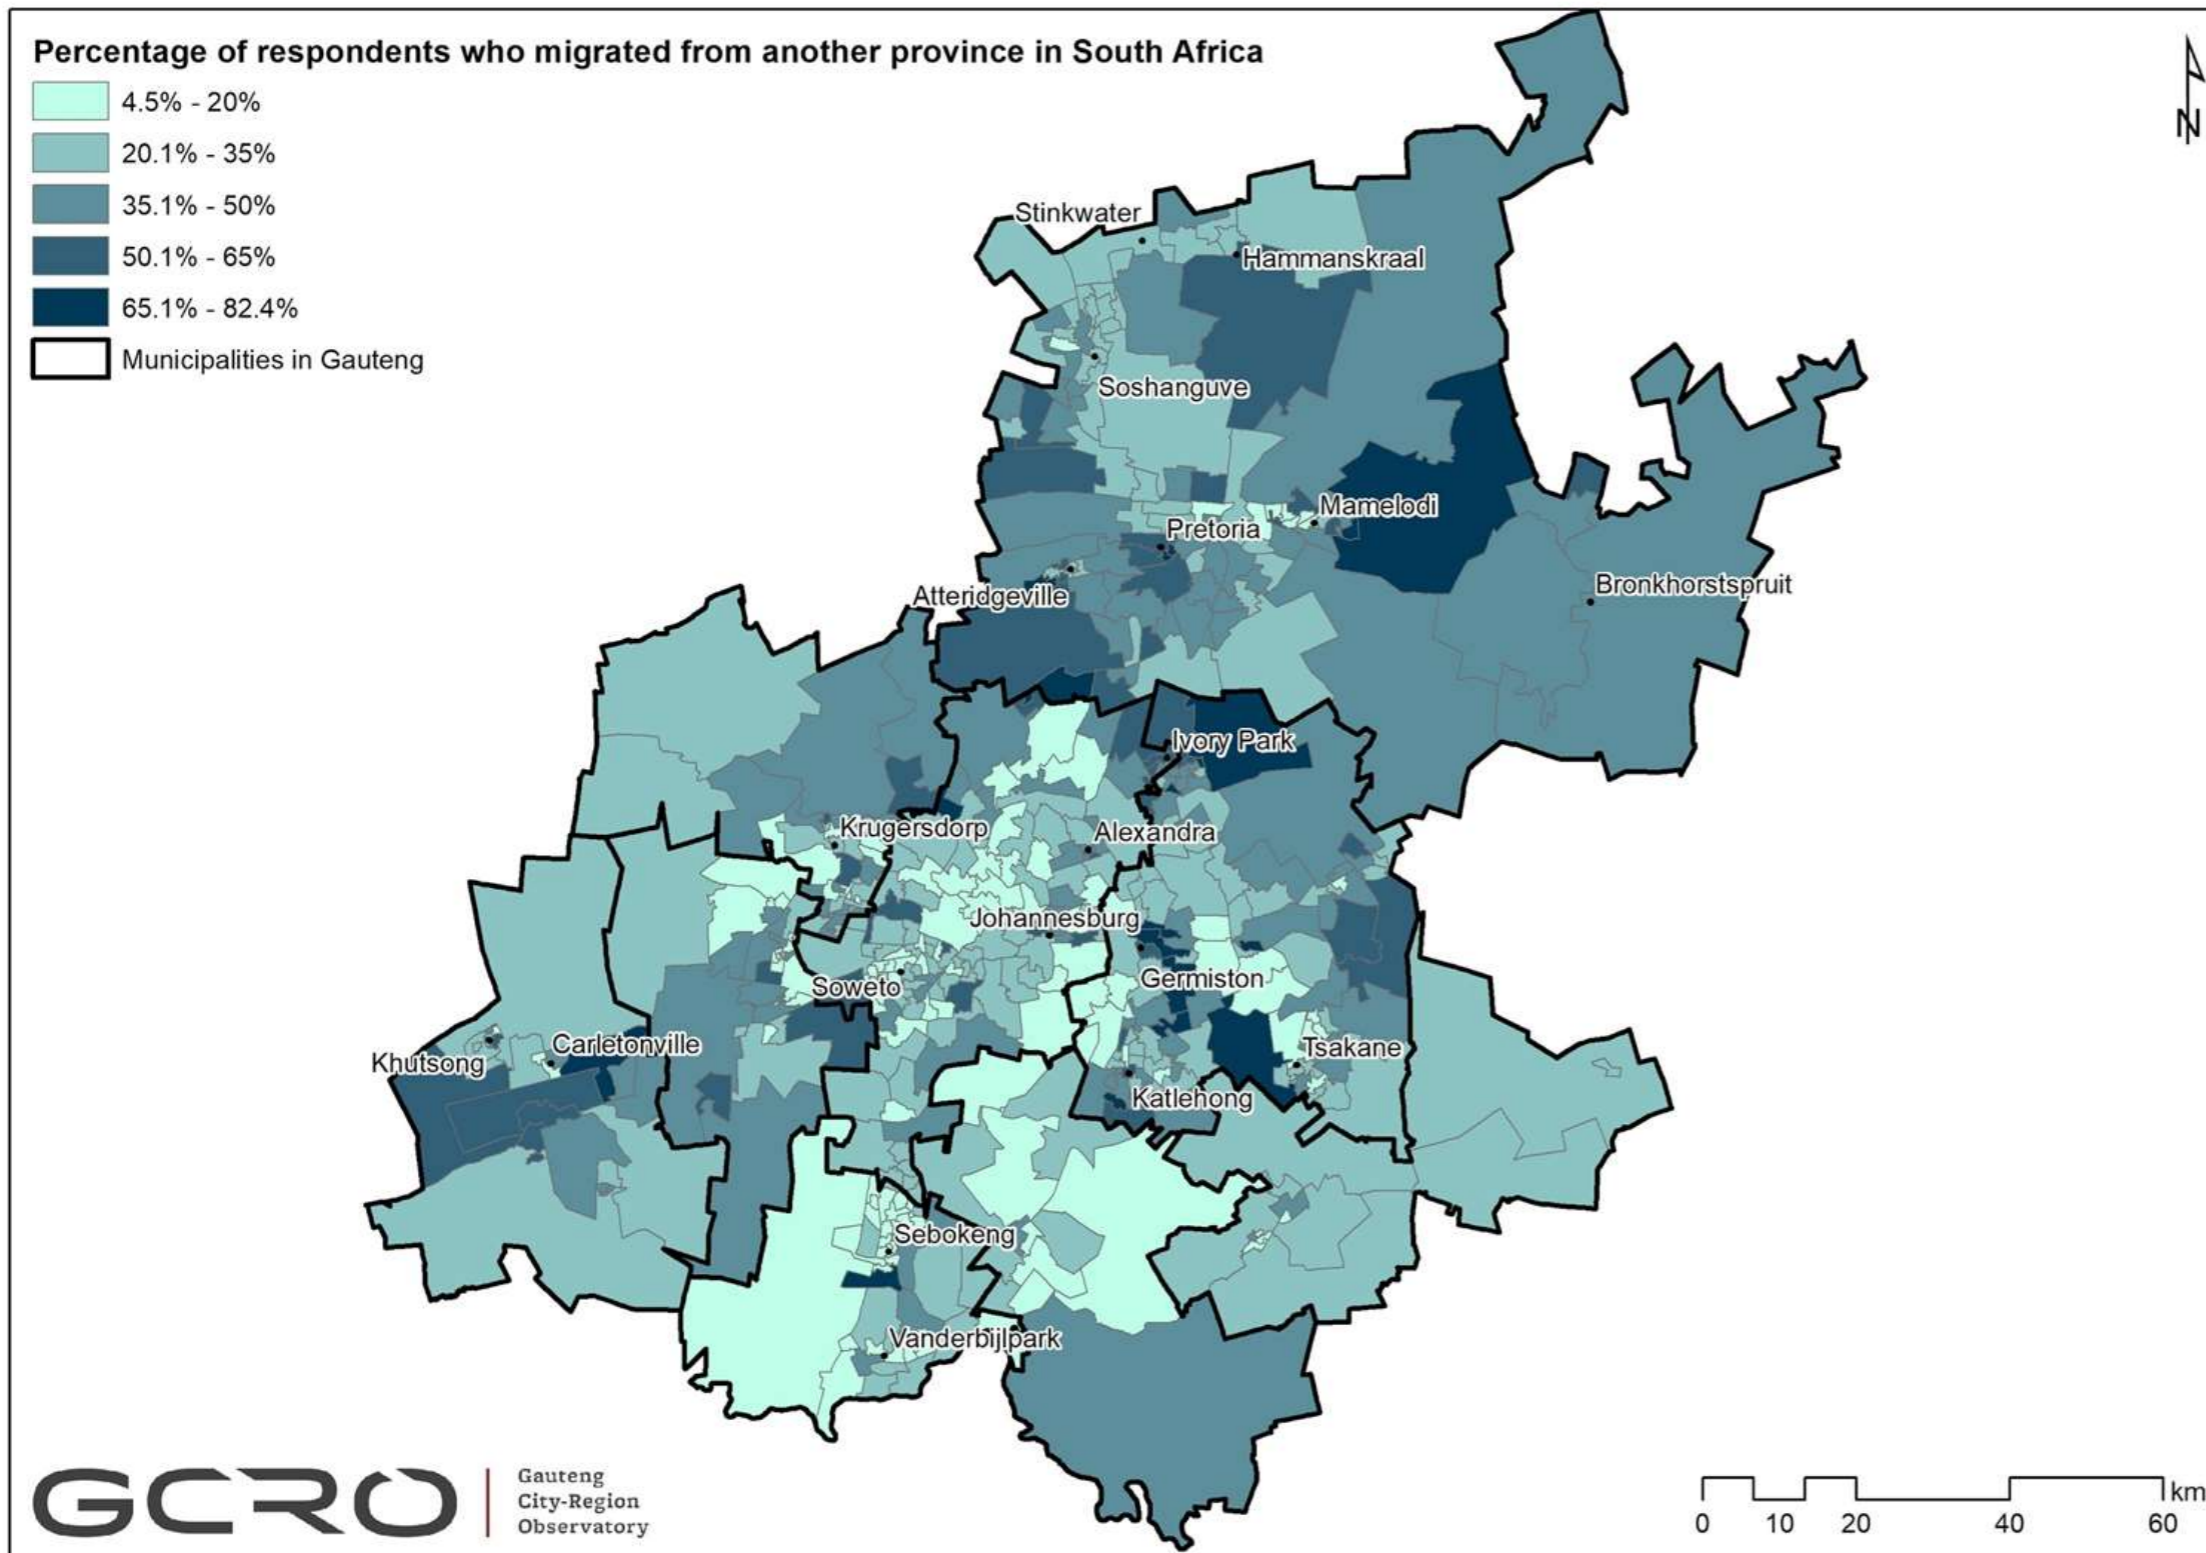 Percentage of respondents who migrated from another province in South Africa
4.5% - 20%
20.1% - 35%
35.1% - 50%
50.1% - 65%
65.1% - 82.4%
Municipalities in Gauteng
N
Stinkwater
Hammanskraal
Soshanguve
Mamelodi
Pretoria
Bronkhorstspruit
Atteridgeville
Ivory Park
Krugersdorp
Alexandra
Johannesburg
Germiston
Soweto
Carletonville
Khutsong
Tsakane
Katlehong
Sebokeng
Vanderbijlpark
GCRO
Gauteng
City-Region
Observatory
km
0 10 20 40 60